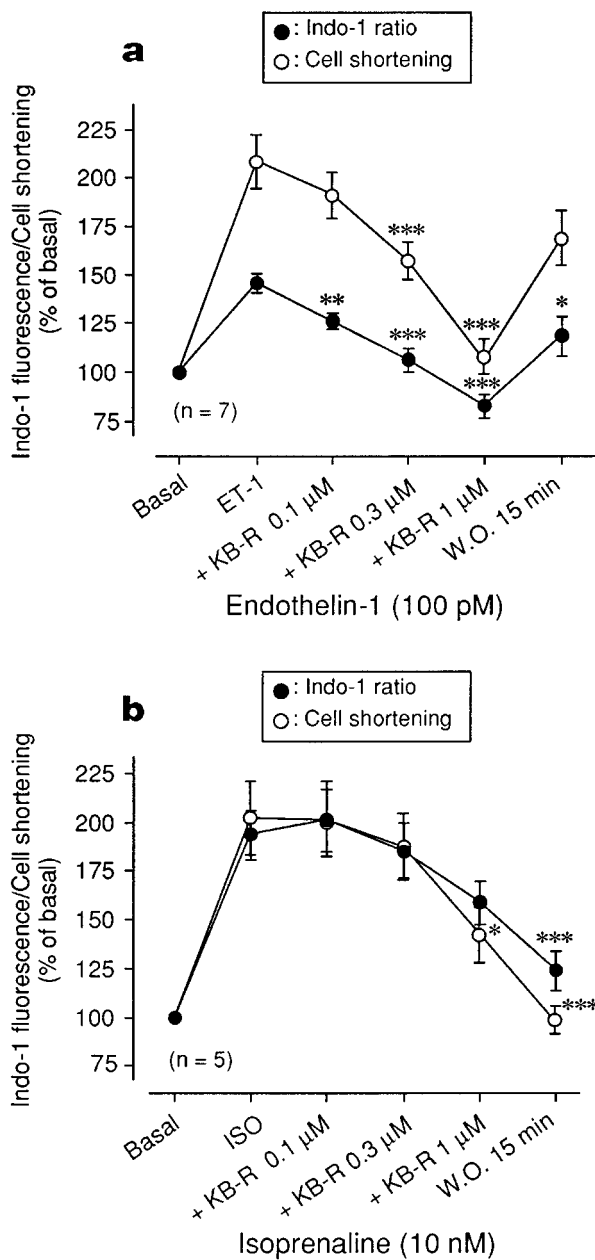 a
●: Indo-1 ratio
○: Cell shortening
Indo-1 fluorescence/Cell shortening
(% of basal)
225
200
175
150
125
100
75
***
**
***
***
***
*
(n = 7)
Basal
ET-1
+ KB-R 0.1 μM
+ KB-R 0.3 μM
+ KB-R 1 μM
W.O. 15 min
Endothelin-1 (100 pM)
b
●: Indo-1 ratio
○: Cell shortening
Indo-1 fluorescence/Cell shortening
(% of basal)
225
200
175
150
125
100
75
*
***
***
(n = 5)
Basal
ISO
+ KB-R 0.1 μM
+ KB-R 0.3 μM
+ KB-R 1 μM
W.O. 15 min
Isoprenaline (10 nM)